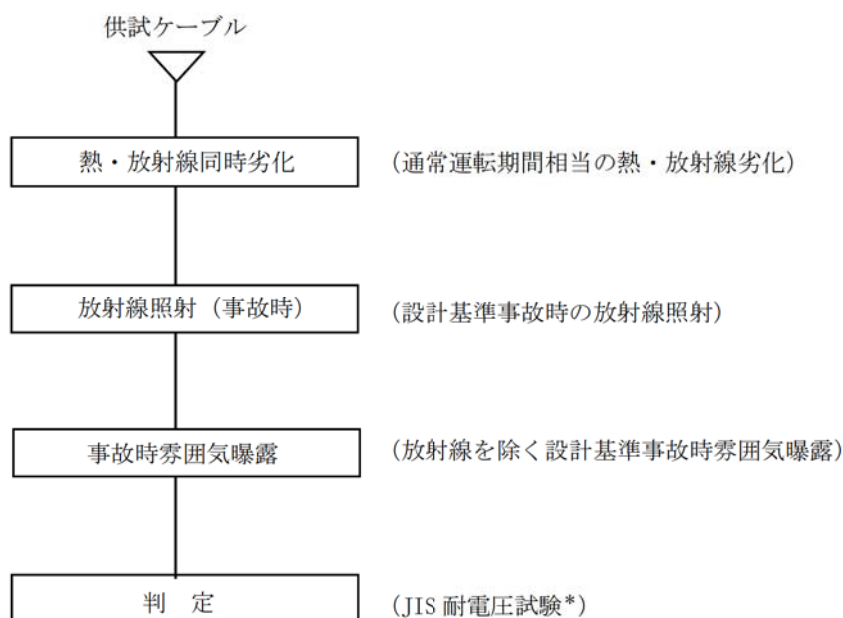 供試ケーブル
熱・放射線同時劣化 (通常運転期間相当の熱・放射線劣化)
放射線照射(事故時) (設計基準事故時の放射線照射)
事故時雰囲気曝露 (放射線を除く設計基準事故時雰囲気曝露)
判 定 (JIS 耐電圧試験*)